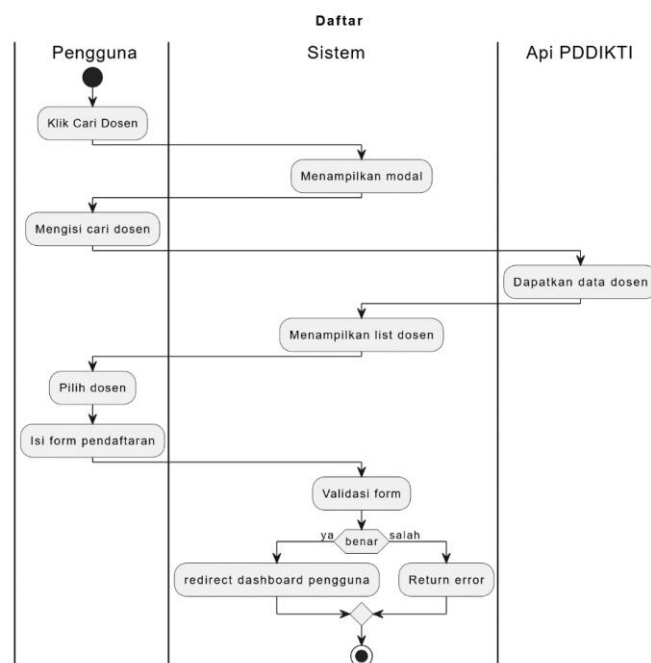 Daftar
Pengguna
Sistem
Api PDDIKTI
Klik Cari Dosen
Menampilkan modal
Mengisi cari dosen
Dapatkan data dosen
Menampilkan list dosen
Pilih dosen
Isi form pendaftaran
Validasi form
ya
benar
salah
redirect dashboard pengguna
Return error